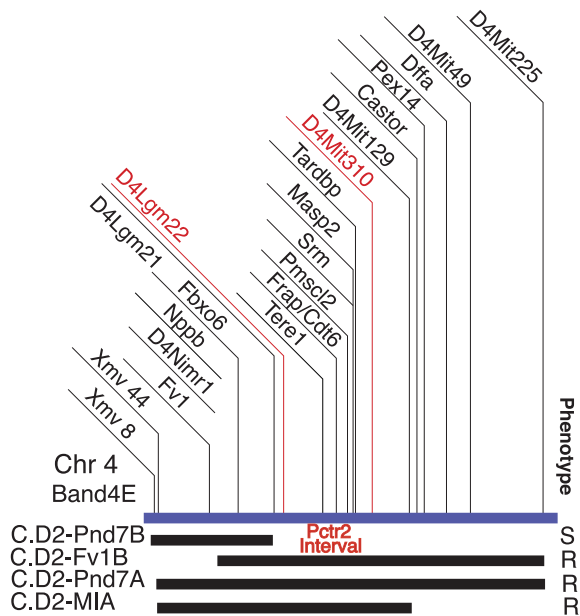 D4Mit225
D4Mit49
Dffa
Pex14
Castor
D4Mit129
D4Mit310
Tardbp
Masp2
Srm
Pmscl2
Frap/Cdt6
Tere1
D4Lgm22
D4Lgm21
Fbxo6
Nppb
D4Nimr1
Fv1
Xmv 44
Xmv 8
Chr 4
Band4E
Phenotype
C.D2-Pnd7B S
Pctr2
Interval
C.D2-Fv1B R
C.D2-Pnd7A R
C.D2-MIA R